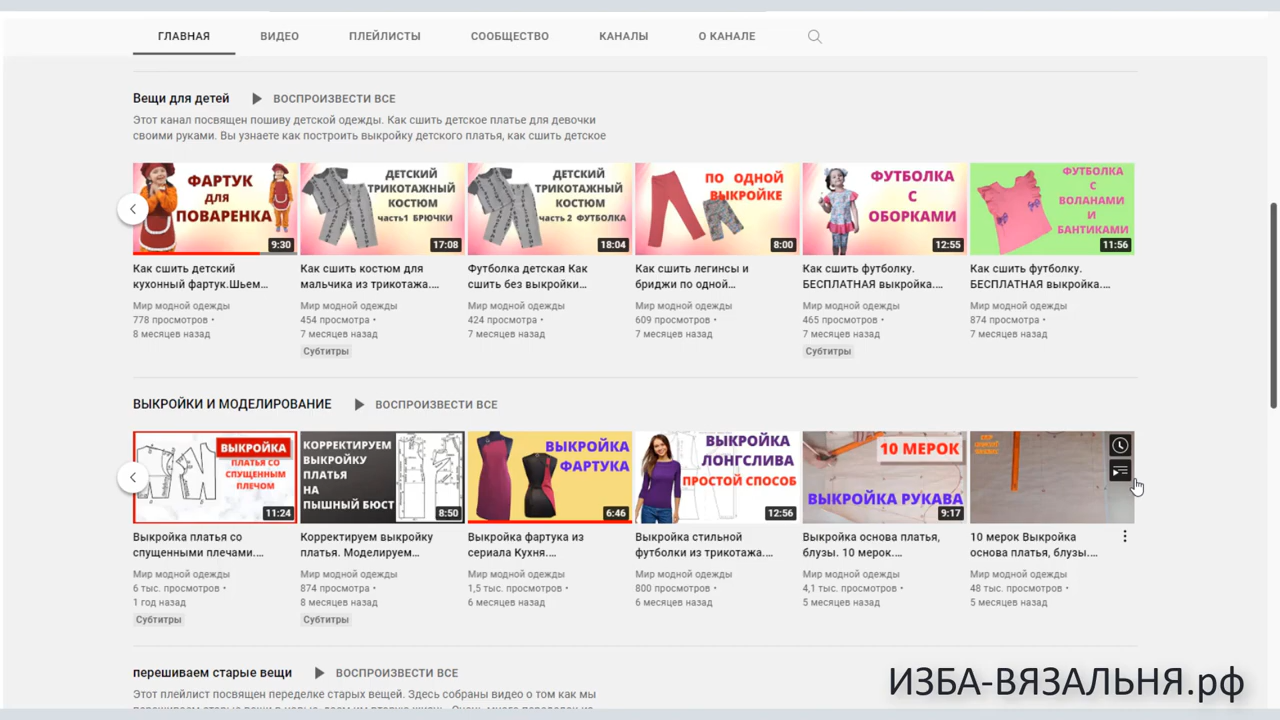 ГЛАВНАЯ
ВИДЕО
ПЛЕЙЛИСТЫ
СООБЩЕСТВО
КАНАЛЫ
О КАНАЛЕ
Вещи для детей
ВОСПРОИЗВЕСТИ ВСЕ
Этот канал посвящен пошиву детской одежды. Как сшить детское платье для девочки
своими руками. Вы узнаете как построить выкройку детского платья, как сшить детское
ФАРТУК
для
ПОВАРЕНКА
9:30
Как сшить детский
кухонный фартук.Шьем...
Мир модной одежды
778 просмотров •
8 месяцев назад
ДЕТСКИЙ
ТРИКОТАЖНЫЙ
КОСТЮМ
часть1 БРЮЧКИ
17:08
Как сшить костюм для
мальчика из трикотажа....
Мир модной одежды
454 просмотра •
7 месяцев назад
Субтитры
ДЕТСКИЙ
ТРИКОТАЖНЫЙ
КОСТЮМ
часть 2 ФУТБОЛКА
18:04
Футболка детская Как
сшить без выкройки...
Мир модной одежды
424 просмотра •
7 месяцев назад
ПО ОДНОЙ
ВЫКРОЙКЕ
8:00
Как сшить легинсы и
бриджи по одной...
Мир модной одежды
609 просмотров •
7 месяцев назад
ФУТБОЛКА
С
ОБОРКАМИ
12:55
Как сшить футболку.
БЕСПЛАТНАЯ выкройка....
Мир модной одежды
465 просмотров •
7 месяцев назад
Субтитры
ФУТБОЛКА
С
ВОЛАНАМИ
И
БАНТИКАМИ
11:56
Как сшить футболку.
БЕСПЛАТНАЯ выкройка....
Мир модной одежды
874 просмотра •
7 месяцев назад
ВЫКРОЙКИ И МОДЕЛИРОВАНИЕ
ВОСПРОИЗВЕСТИ ВСЕ
ВЫКРОЙКА
ПЛАТЬЯ СО
СПУЩЕННЫМ
ПЛЕЧОМ
11:24
Выкройка платья со
спущенными плечами....
Мир модной одежды
6 тыс. просмотров •
1 год назад
Субтитры
КОРРЕКТИРУЕМ
ВЫКРОЙКУ
ПЛАТЬЯ
НА
ПЫШНЫЙ БЮСТ
8:50
Корректируем выкройку
платья. Моделируем...
Мир модной одежды
874 просмотра •
8 месяцев назад
Субтитры
ВЫКРОЙКА
ФАРТУКА
6:46
Выкройка фартука из
сериала Кухня....
Мир модной одежды
1,5 тыс. просмотров •
6 месяцев назад
ВЫКРОЙКА
ЛОНГСЛИВА
ПРОСТОЙ СПОСОБ
12:56
Выкройка стильной
футболки из трикотажа....
Мир модной одежды
800 просмотров •
6 месяцев назад
10 МЕРОК
ВЫКРОЙКА РУКАВА
9:17
Выкройка основа платья,
блузы. 10 мерок....
Мир модной одежды
4,1 тыс. просмотров •
5 месяцев назад
10 мерок Выкройка
основа платья, блузы....
Мир модной одежды
48 тыс. просмотров •
5 месяцев назад
перешиваем старые вещи
ВОСПРОИЗВЕСТИ ВСЕ
Этот плейлист посвящен переделке старых вещей. Здесь собраны видео о том как мы
ИЗБА-ВЯЗАЛЬНЯ.рф